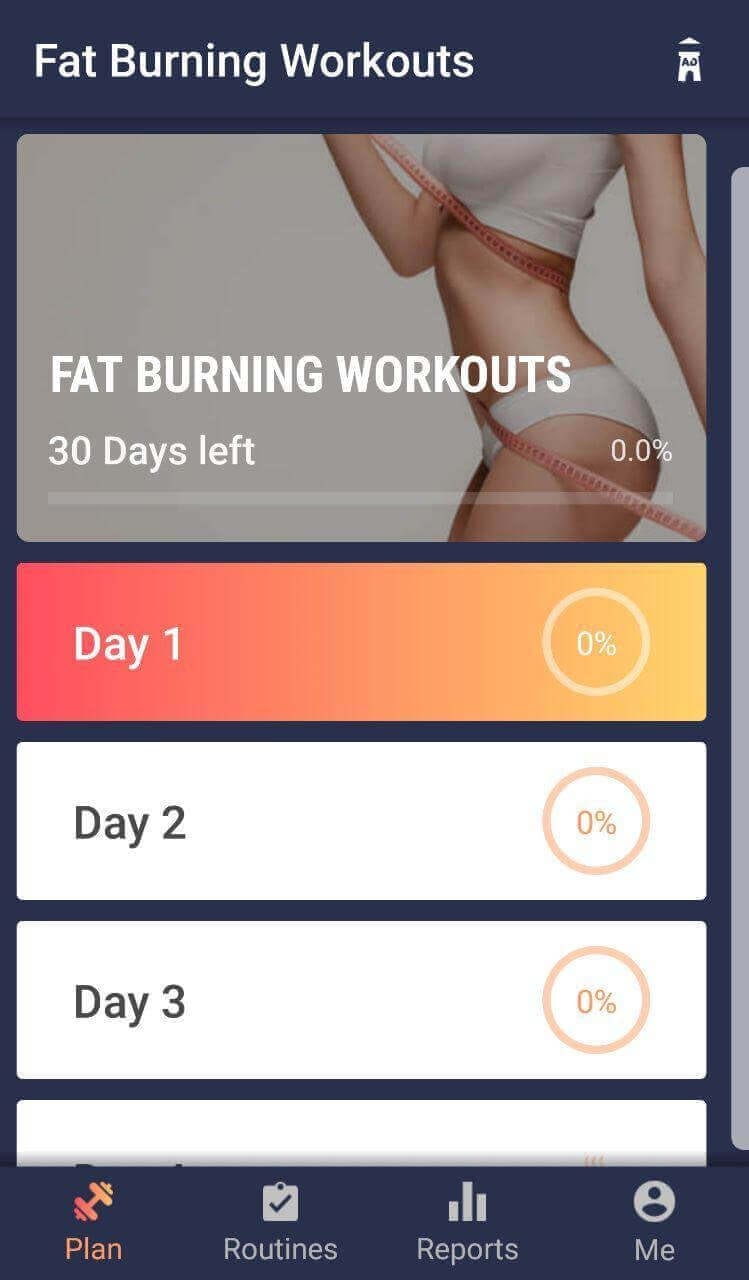 Fat Burning Workouts
AD
FAT BURNING WORKOUTS
30 Days left
0.0%
Day 1
0%
Day 2
0%
Day 3
0%
Plan
Routines
Reports
Me